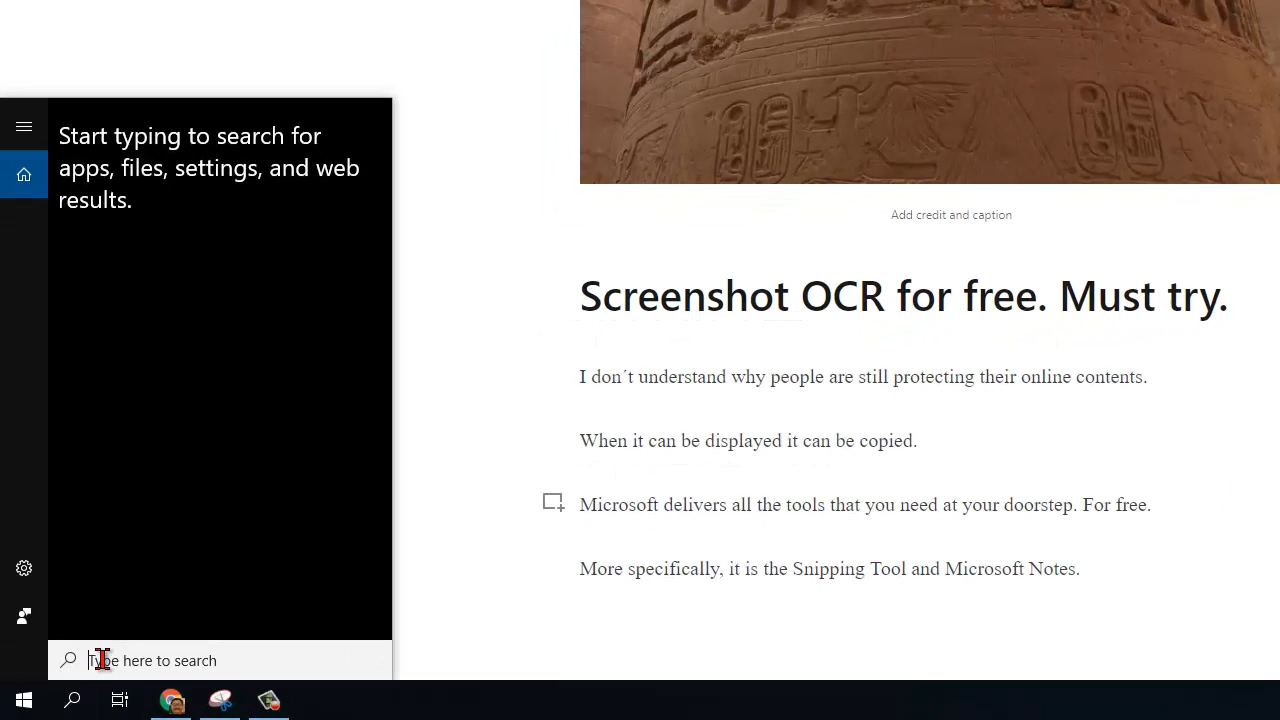 Start typing to search for
apps, files, settings, and web
results.
Type here to search
Add credit and caption
Screenshot OCR for free. Must try.
I don´t understand why people are still protecting their online contents.
When it can be displayed it can be copied.
Microsoft delivers all the tools that you need at your doorstep. For free.
More specifically, it is the Snipping Tool and Microsoft Notes.